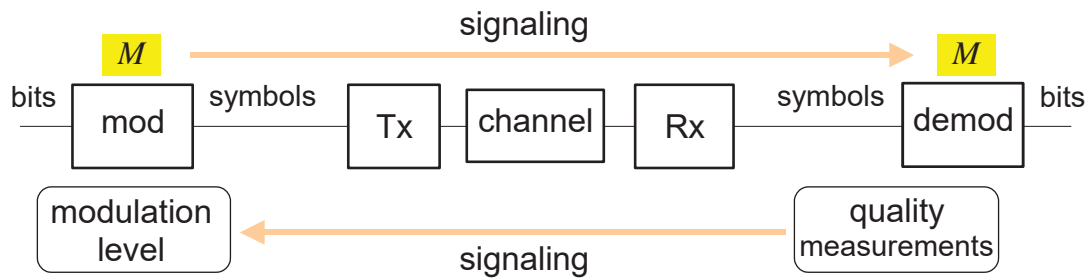 signaling
M
M
bits
mod
symbols
Tx
channel
Rx
symbols
demod
bits
modulation
level
signaling
quality
measurements